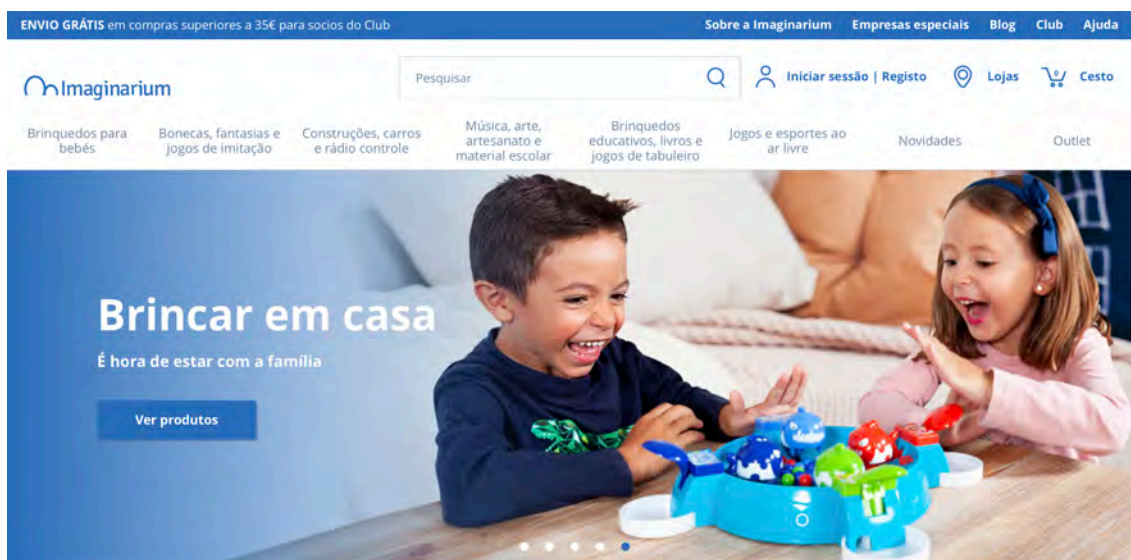 ENVIO GRÁTIS em compras superiores a 35€ para socios do Club
Sobre a Imaginarium Empresas especiais Blog Club Ajuda
Imaginarium
Pesquisar
Iniciar sessão | Registo
Lojas
0
Cesto
Brinquedos para
bebés
Bonecas, fantasias e
jogos de imitação
Construções, carros
e rádio controle
Música, arte,
artesanato e
material escolar
Brinquedos
educativos, livros e
jogos de tabuleiro
Jogos e esportes ao
ar livre
Novidades
Outlet
Brincar em casa
É hora de estar com a família
Ver produtos